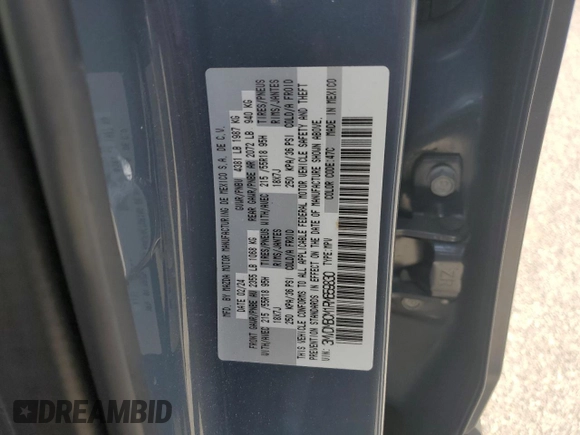 MFD BY MAZDA MOTOR MANUFACTURING DE MEXICO S.A. DE C.V.
DATE 02/24 GVWR/PNBV 4381 LB 1987 KG
FRONT GAWR/PNBE AV 2355 LB 1068 KG REAR GAWR/PNBE AR 2072 LB 940 KG
WITH/AVEC 215 /55R18 95H TIRES/PNEUS WITH/AVEC 215 /55R18 95H TIRES/PNEUS
18X7J RIMS/JANTES 18X7J RIMS/JANTES
250 KPA/36 PSI COLD/A FROID 250 KPA/36 PSI COLD/A FROID
THIS VEHICLE CONFORMS TO ALL APPLICABLE FEDERAL MOTOR VEHICLE SAFETY AND THEFT
PREVENTION STANDARDS IN EFFECT ON THE DATE OF MANUFACTURE SHOWN ABOVE.
TYPE:MPV COLOR CODE:47C MADE IN MEXICO
VIN:
DREAMBID